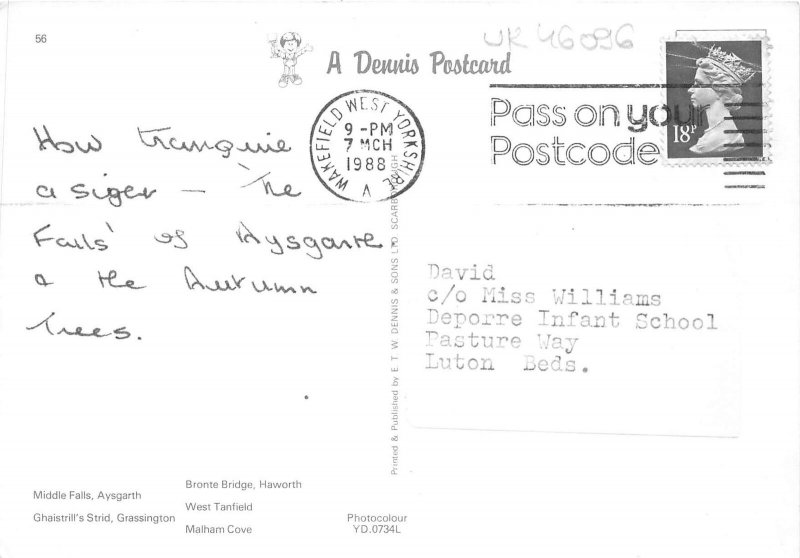 56
UK 46096
A Dennis Postcard
WAKEFIELD WEST YORKSHIRE
9-PM
7 MCH
1988
A
Pass on your
Postcode
18P
How tranquie
a siger — 'The
Falls' of Aysgarth
& the Autumn
Trees.
David
c/o Miss Williams
Deporre Infant School
Pasture Way
Luton Beds.
Printed & Published by E T W DENNIS & SONS LTD SCARBOROUGH
Middle Falls, Aysgarth
Ghaistrill's Strid, Grassington
Bronte Bridge, Haworth
West Tanfield
Malham Cove
Photocolour
YD.0734L